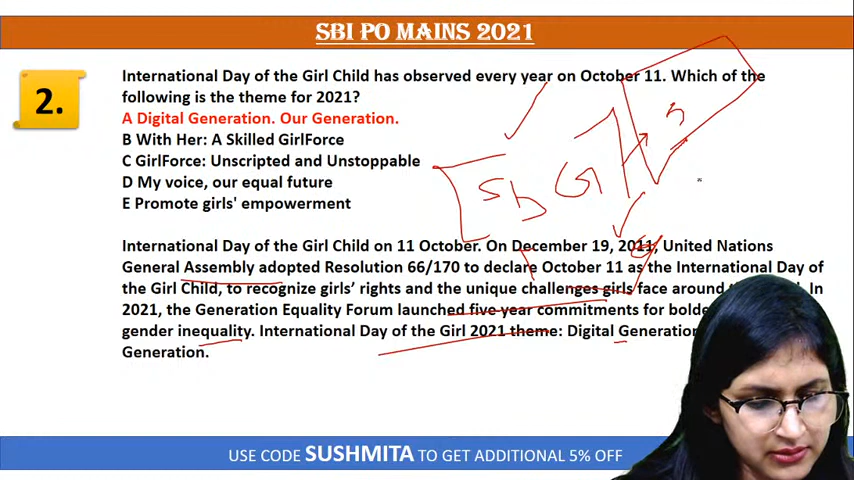 SBI PO MAINS 2021
2.
International Day of the Girl Child has observed every year on October 11. Which of the
following is the theme for 2021?
A Digital Generation. Our Generation.
B With Her: A Skilled GirlForce
C GirlForce: Unscripted and Unstoppable
D My voice, our equal future
E Promote girls' empowerment
SDG
5
International Day of the Girl Child on 11 October. On December 19, 2011, United Nations
General Assembly adopted Resolution 66/170 to declare October 11 as the International Day of
the Girl Child, to recognize girls' rights and the unique challenges girls face around In
2021, the Generation Equality Forum launched five year commitments for
gender inequality. International Day of the Girl 2021 theme: Digital Generation
Generation.
USE CODE SUSHMITA TO GET ADDITIONAL 5% OFF